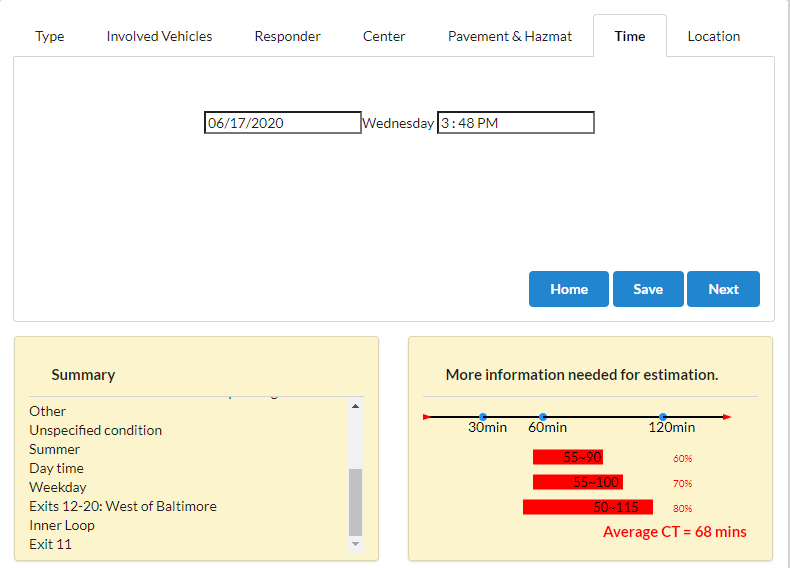 Type Involved Vehicles Responder Center Pavement & Hazmat Time Location
06/17/2020 Wednesday 3:48 PM
Home Save Next
Summary
Other
Unspecified condition
Summer
Day time
Weekday
Exits 12-20: West of Baltimore
Inner Loop
Exit 11
More information needed for estimation.
30min 60min 120min
55~90 60%
55~100 70%
50~115 80%
Average CT = 68 mins